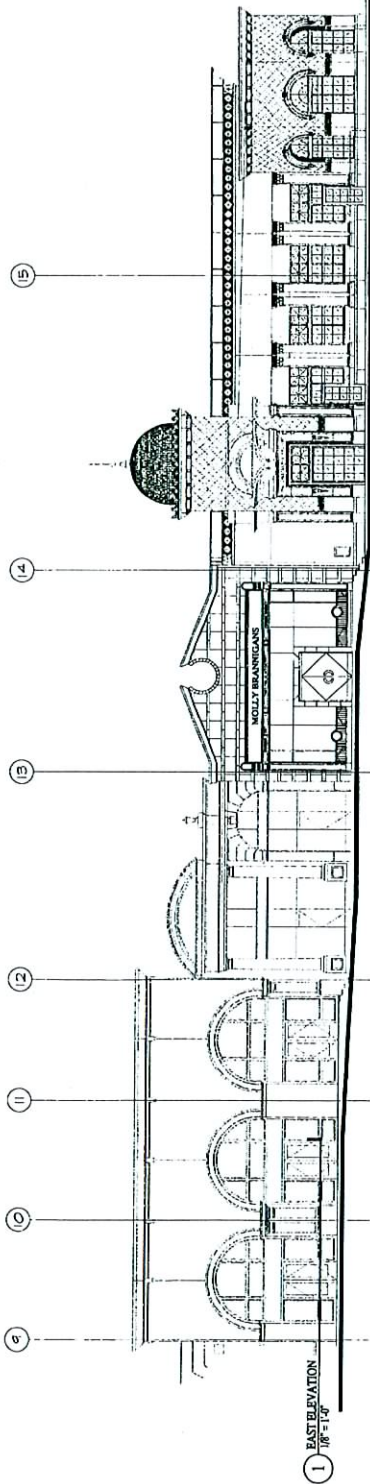 9
10
11
12
13
14
15
MOLLY BRANNIGANS
1
EAST ELEVATION
1/8" = 1'-0"